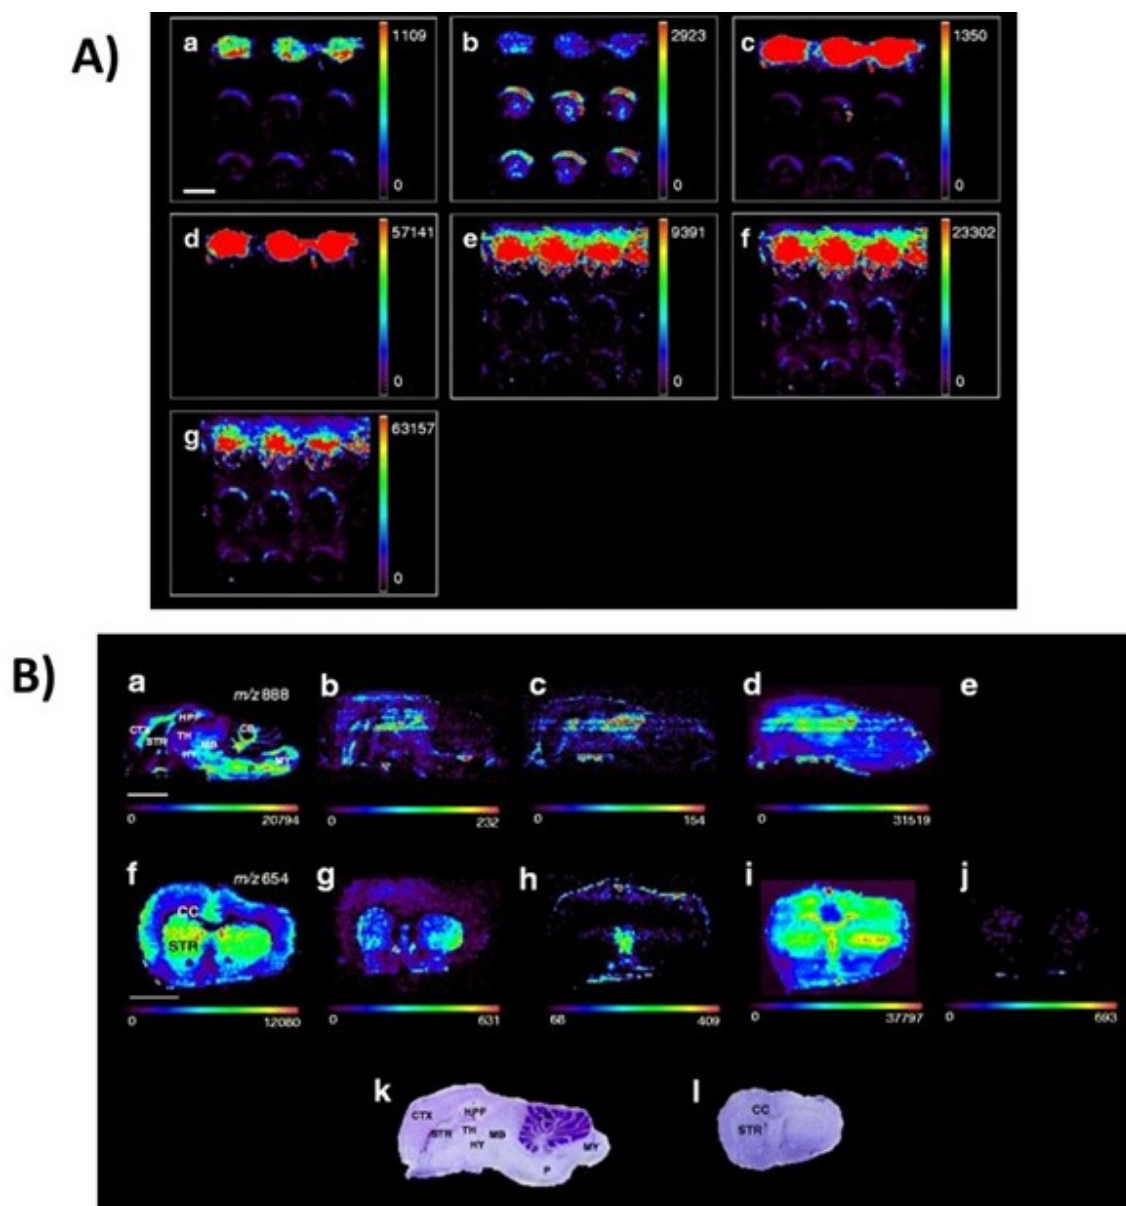 A)
a 1109 b 2923 c 1350
0 0 0
d 57141 e 9391 f 23302
0 0 0
g 63157
0
B)
a m/z 888 b c d e
CTX HPF CB
STR TH MB HY P MY
0 20794 0 232 0 154 0 31519
f m/z 654 g h i j
CC
STR
0 12080 0 631 68 409 0 37797 0 693
k l
CTX HPF CC
STR TH MB STR
HY MY
P